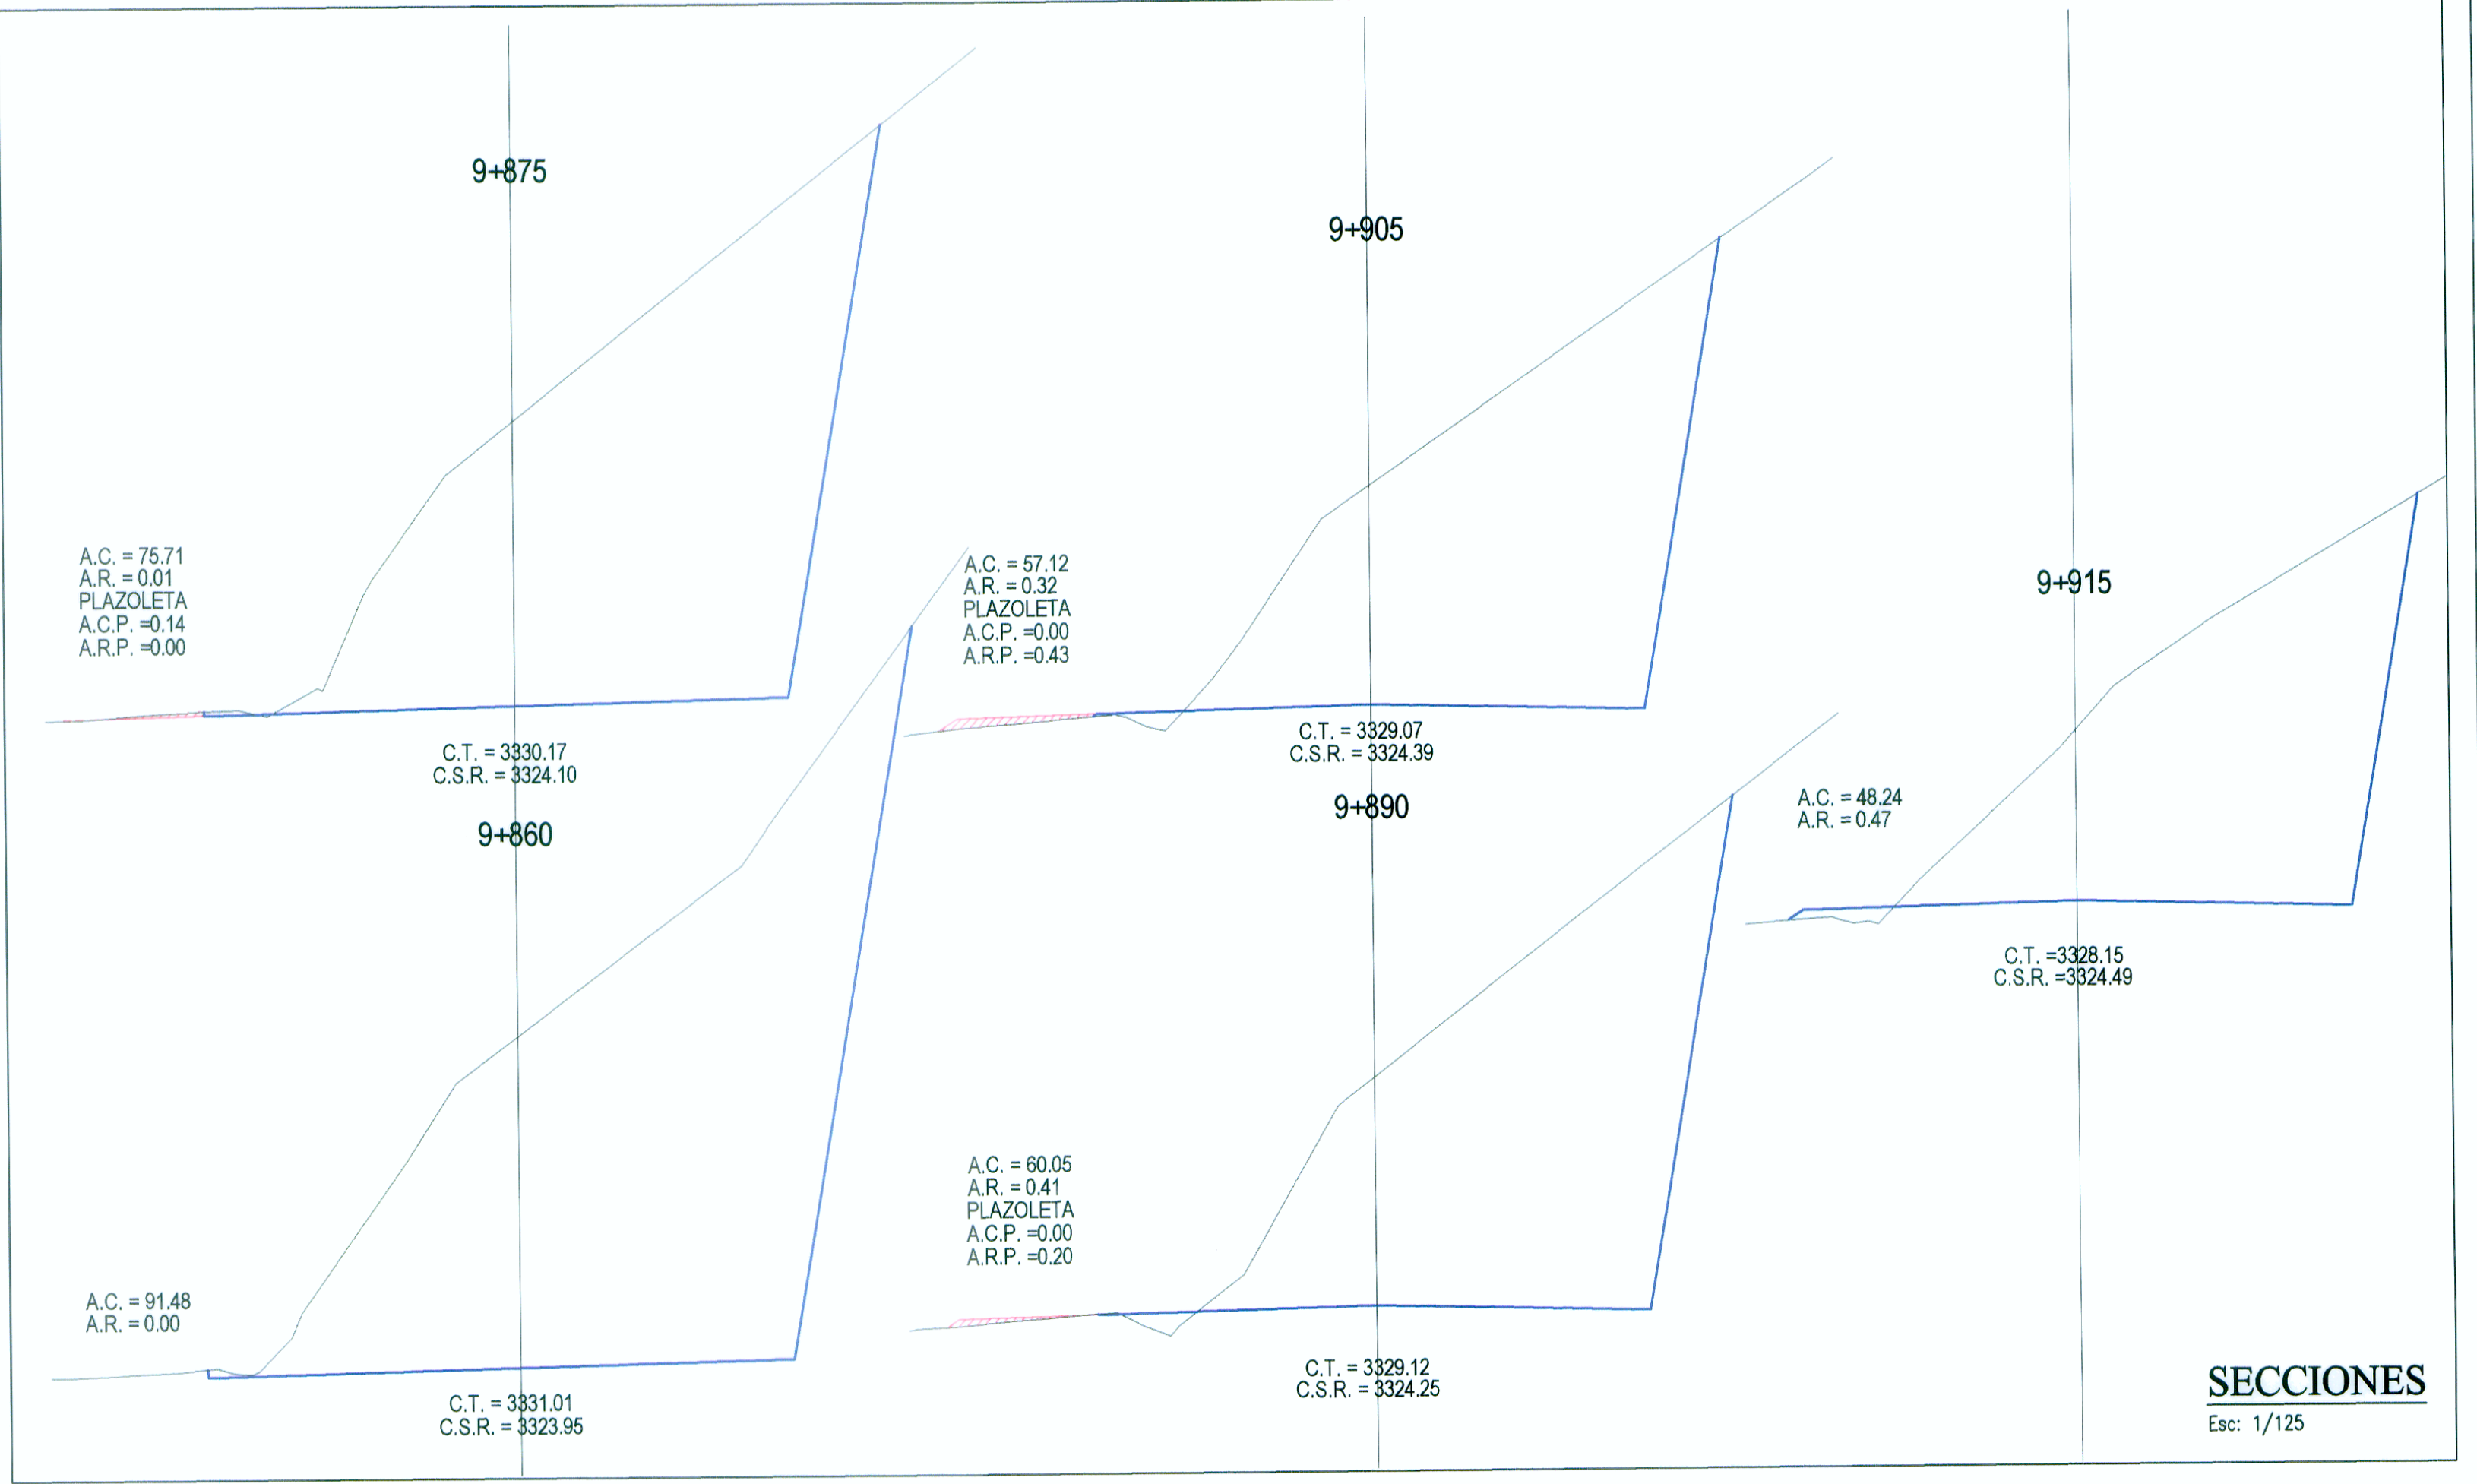 9+875
A.C. = 75.71
A.R. = 0.01
PLAZOLETA
A.C.P. =0.14
A.R.P. =0.00
C.T. = 3330.17
C.S.R. = 3324.10
9+860
A.C. = 91.48
A.R. = 0.00
C.T. = 3331.01
C.S.R. = 3323.95
9+905
A.C. = 57.12
A.R. = 0.32
PLAZOLETA
A.C.P. =0.00
A.R.P. =0.43
C.T. = 3329.07
C.S.R. = 3324.39
9+890
A.C. = 60.05
A.R. = 0.41
PLAZOLETA
A.C.P. =0.00
A.R.P. =0.20
C.T. = 3329.12
C.S.R. = 3324.25
9+915
A.C. = 48.24
A.R. = 0.47
C.T. =3328.15
C.S.R. =3324.49
SECCIONES
Esc: 1/125